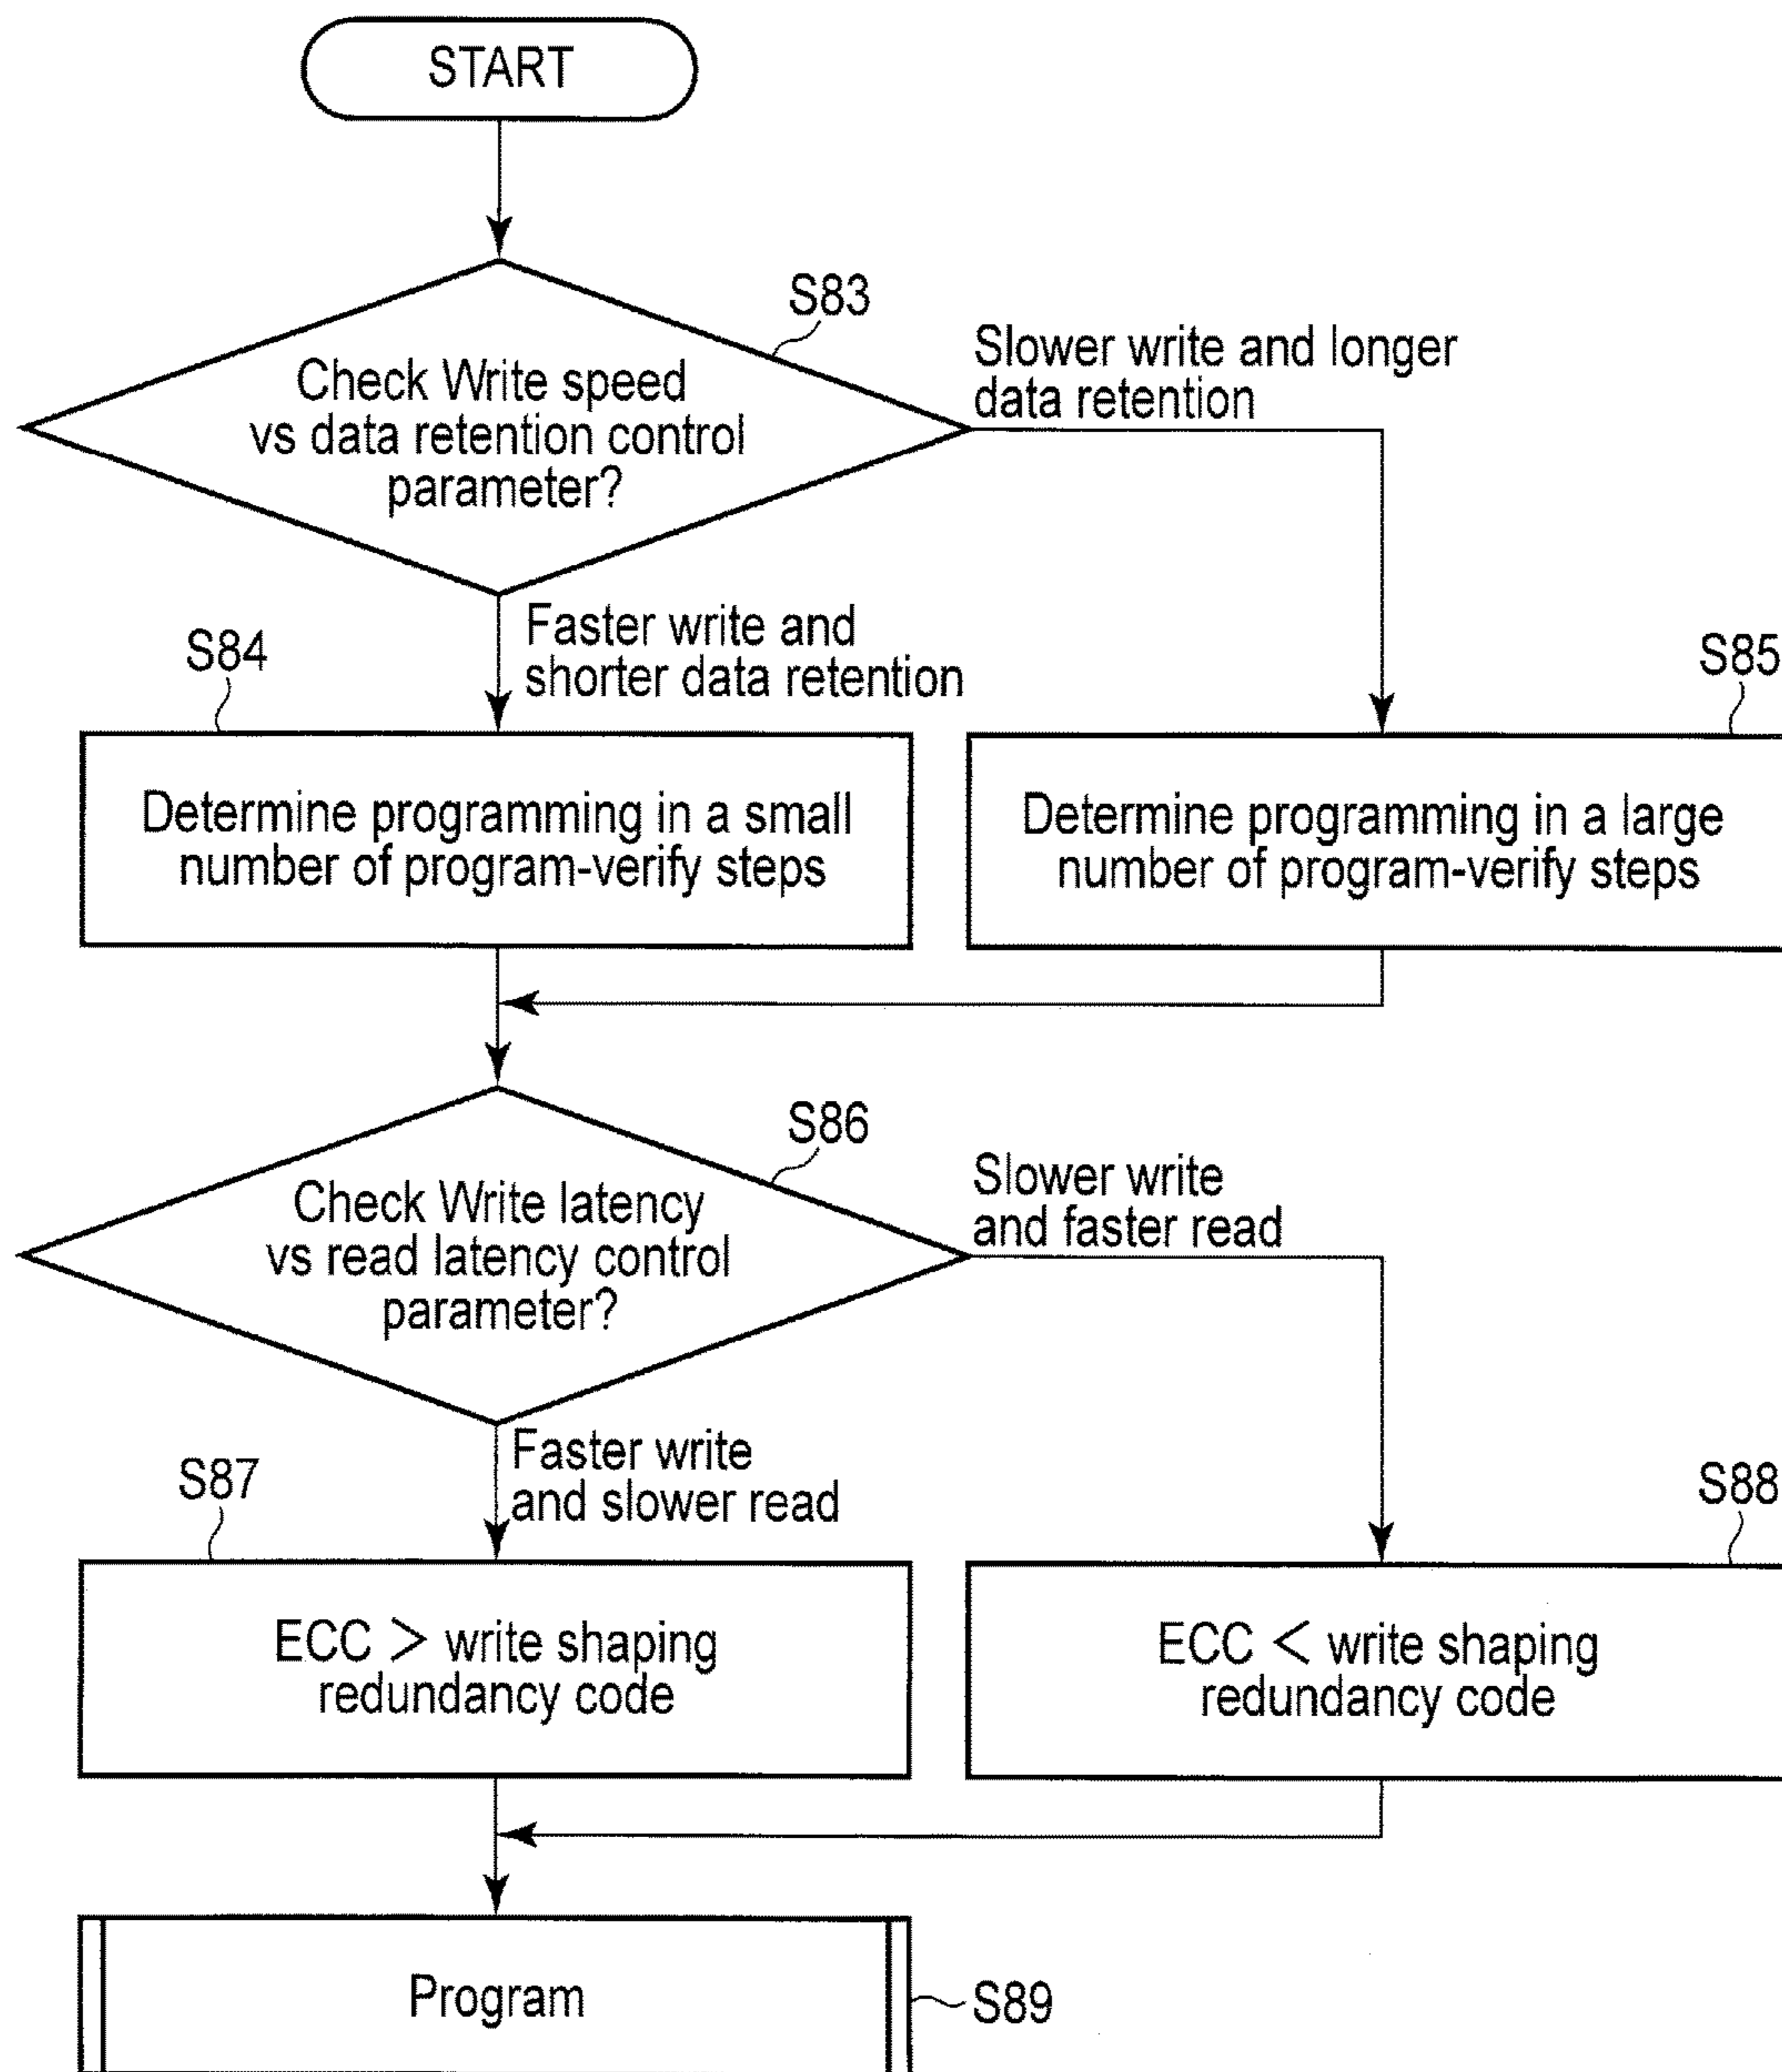 START
S83
Check Write speed
vs data retention control
parameter?
Slower write and longer
data retention
Faster write and
shorter data retention
S84
S85
Determine programming in a small
number of program-verify steps
Determine programming in a large
number of program-verify steps
S86
Check Write latency
vs read latency control
parameter?
Slower write
and faster read
Faster write
and slower read
S87
S88
ECC > write shaping
redundancy code
ECC < write shaping
redundancy code
Program
S89